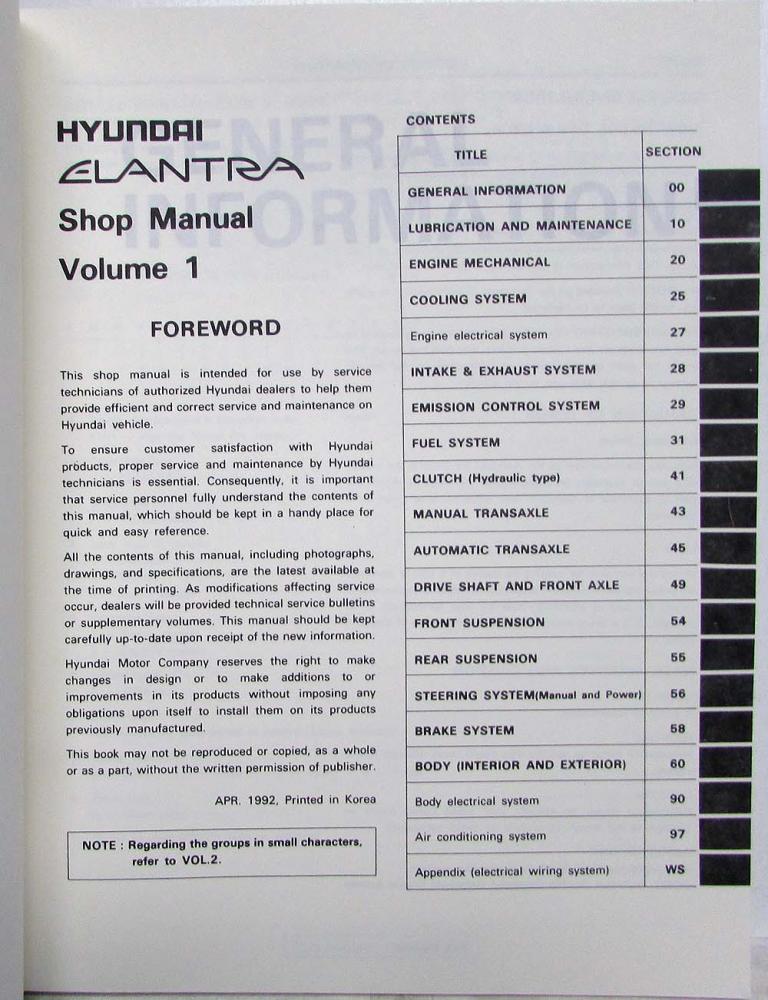 HYUNDAI
ELANTRA
Shop Manual
Volume 1
FOREWORD
This shop manual is intended for use by service
technicians of authorized Hyundai dealers to help them
provide efficient and correct service and maintenance on
Hyundai vehicle.
To ensure customer satisfaction with Hyundai
products, proper service and maintenance by Hyundai
technicians is essential. Consequently, it is important
that service personnel fully understand the contents of
this manual, which should be kept in a handy place for
quick and easy reference.
All the contents of this manual, including photographs,
drawings, and specifications, are the latest available at
the time of printing. As modifications affecting service
occur, dealers will be provided technical service bulletins
or supplementary volumes. This manual should be kept
carefully up-to-date upon receipt of the new information.
Hyundai Motor Company reserves the right to make
changes in design or to make additions to or
improvements in its products without imposing any
obligations upon itself to install them on its products
previously manufactured.
This book may not be reproduced or copied, as a whole
or as a part, without the written permission of publisher.
APR. 1992, Printed in Korea
NOTE : Regarding the groups in small characters,
refer to VOL.2.
CONTENTS
TITLE SECTION
GENERAL INFORMATION 00
LUBRICATION AND MAINTENANCE 10
ENGINE MECHANICAL 20
COOLING SYSTEM 25
Engine electrical system 27
INTAKE & EXHAUST SYSTEM 28
EMISSION CONTROL SYSTEM 29
FUEL SYSTEM 31
CLUTCH (Hydraulic type) 41
MANUAL TRANSAXLE 43
AUTOMATIC TRANSAXLE 45
DRIVE SHAFT AND FRONT AXLE 49
FRONT SUSPENSION 54
REAR SUSPENSION 55
STEERING SYSTEM(Manual and Power) 56
BRAKE SYSTEM 58
BODY (INTERIOR AND EXTERIOR) 60
Body electrical system 90
Air conditioning system 97
Appendix (electrical wiring system) WS
GENERAL
INFORMATION